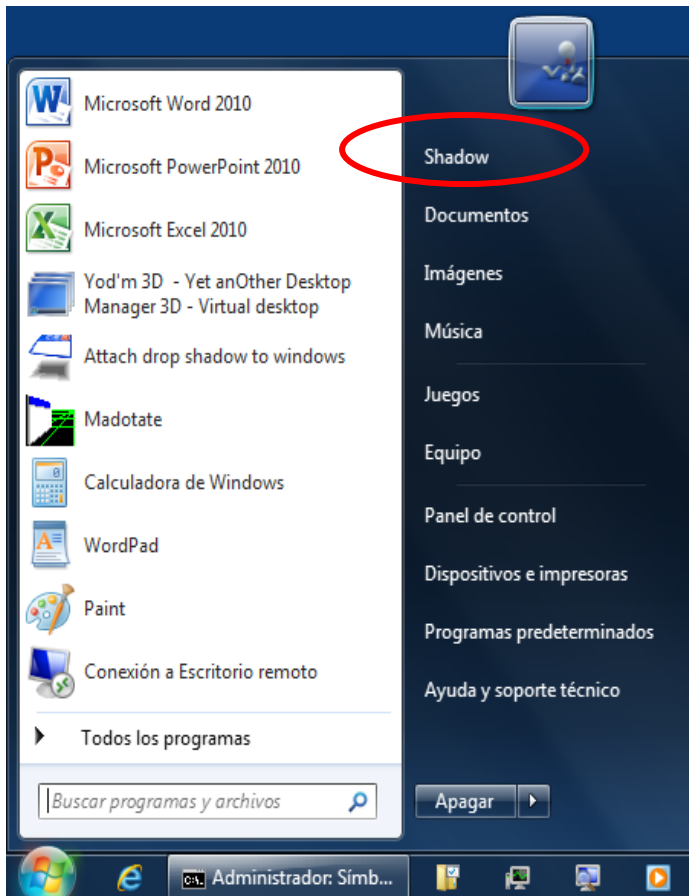 Microsoft Word 2010
Microsoft PowerPoint 2010
Microsoft Excel 2010
Yod'm 3D - Yet anOther Desktop
Manager 3D - Virtual desktop
Attach drop shadow to windows
Madotate
Calculadora de Windows
WordPad
Paint
Conexión a Escritorio remoto
Todos los programas
Buscar programas y archivos
Shadow
Documentos
Imágenes
Música
Juegos
Equipo
Panel de control
Dispositivos e impresoras
Programas predeterminados
Ayuda y soporte técnico
Apagar
Administrador: Símb...